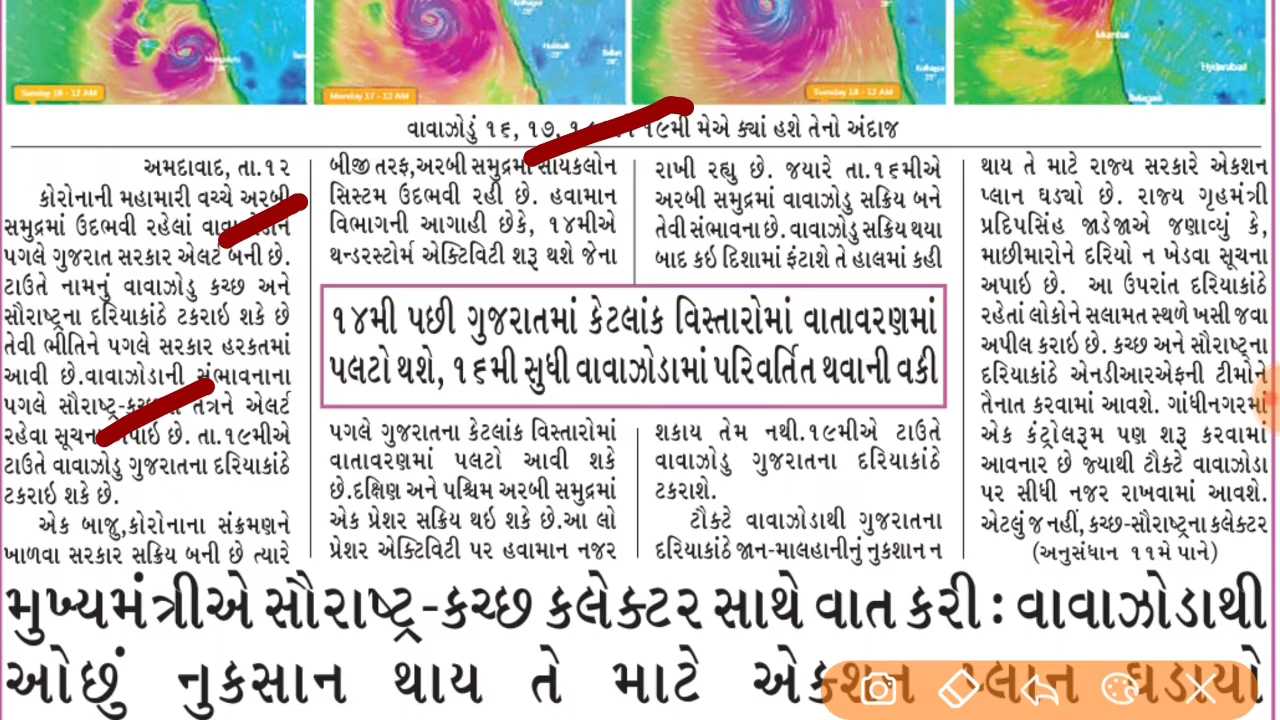 Sunday 16 - 12 AM
Monday 17 - 12 AM
Tuesday 18 - 12 AM
Mumbai
Hyderabad
વાવાઝોડું ૧૬, ૧૭, ૧૯મી મેએ ક્યાં હશે તેનો અંદાજ
અમદાવાદ, તા.૧૨
કોરોનાની મહામારી વચ્ચે અરબી
સમુદ્રમાં ઉદભવી રહેલાં
પગલે ગુજરાત સરકાર એલર્ટ બની છે.
ટાઉતે નામનું વાવાઝોડુ કચ્છ અને
સૌરાષ્ટ્રના દરિયાકાંઠે ટકરાઇ શકે છે
તેવી ભીતિને પગલે સરકાર હરકતમાં
આવી છે.વાવાઝોડાની સંભાવનાના
પગલે સૌરાષ્ટ્ર-કચ્છના તંત્રને એલર્ટ
રહેવા સૂચના અપાઇ છે. તા.૧૯મીએ
ટાઉતે વાવાઝોડુ ગુજરાતના દરિયાકાંઠે
ટકરાઇ શકે છે.
એક બાજુ,કોરોનાના સંક્રમણને
ખાળવા સરકાર સક્રિય બની છે ત્યારે
બીજી તરફ,અરબી સમુદ્રમાં સાયકલોન
સિસ્ટમ ઉદભવી રહી છે. હવામાન
વિભાગની આગાહી છેકે, ૧૪મીએ
થન્ડરસ્ટોર્મ એક્ટિવિટી શરૂ થશે જેના
૧૪મી પછી ગુજરાતમાં કેટલાંક વિસ્તારોમાં વાતાવરણમાં
પલટો થશે, ૧૬મી સુધી વાવાઝોડામાં પરિવર્તિત થવાની વકી
પગલે ગુજરાતના કેટલાંક વિસ્તારોમાં
વાતાવરણમાં પલટો આવી શકે
છે.દક્ષિણ અને પશ્ચિમ અરબી સમુદ્રમાં
એક પ્રેશર સક્રિય થઇ શકે છે.આ લો
પ્રેશર એક્ટિવિટી પર હવામાન નજર
રાખી રહ્યુ છે. જયારે તા.૧૬મીએ
અરબી સમુદ્રમાં વાવાઝોડુ સક્રિય બને
તેવી સંભાવના છે. વાવાઝોડુ સક્રિય થયા
બાદ કઇ દિશામાં ફંટાશે તે હાલમાં કહી
શકાય તેમ નથી.૧૯મીએ ટાઉતે
વાવાઝોડુ ગુજરાતના દરિયાકાંઠે
ટકરાશે.
ટૌક્ટે વાવાઝોડાથી ગુજરાતના
દરિયાકાંઠે જાન-માલહાનીનું નુકશાન ન
થાય તે માટે રાજ્ય સરકારે એકશન
પ્લાન ઘડ્યો છે. રાજય ગૃહમંત્રી
પ્રદિપસિંહ જાડેજાએ જણાવ્યું કે,
માછીમારોને દરિયો ન ખેડવા સૂચના
અપાઇ છે. આ ઉપરાંત દરિયાકાંઠે
રહેતાં લોકોને સલામત સ્થળે ખસી જવા
અપીલ કરાઇ છે. કચ્છ અને સૌરાષ્ટ્રના
દરિયાકાંઠે એનડીઆરએફની ટીમોને
તૈનાત કરવામાં આવશે. ગાંધીનગરમાં
એક કંટ્રોલરૂમ પણ શરૂ કરવામાં
આવનાર છે જ્યાથી ટૌક્ટે વાવાઝોડા
પર સીધી નજર રાખવામાં આવશે.
એટલું જ નહીં, કચ્છ-સૌરાષ્ટ્રના કલેક્ટર
(અનુસંધાન ૧૧મે પાને)
મુખ્યમંત્રીએ સૌરાષ્ટ્ર-કચ્છ કલેક્ટર સાથે વાત કરી : વાવાઝોડાથી
ઓછું નુકસાન થાય તે માટે એક્શન પ્લાન ઘડાયો